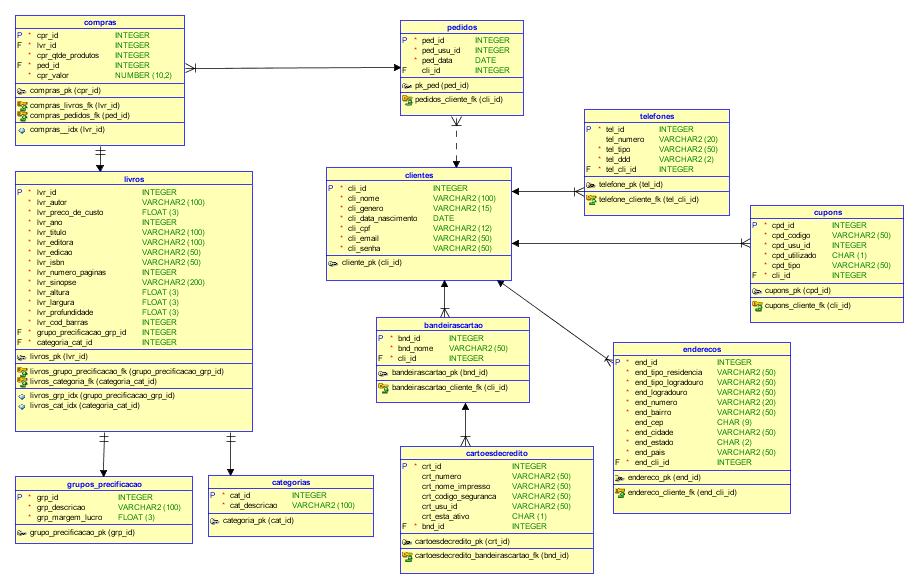 compras
P * cpr_id INTEGER
F * lvr_id INTEGER
* cpr_qtde_produtos INTEGER
F * ped_id INTEGER
* cpr_valor NUMBER (10,2)
compras_pk (cpr_id)
compras_livros_fk (lvr_id)
compras_pedidos_fk (ped_id)
compras__idx (lvr_id)
pedidos
P * ped_id INTEGER
* ped_usu_id INTEGER
* ped_data DATE
F cli_id INTEGER
pk_ped (ped_id)
pedidos_cliente_fk (cli_id)
telefones
P * tel_id INTEGER
tel_numero VARCHAR2 (20)
* tel_tipo VARCHAR2 (50)
* tel_ddd VARCHAR2 (2)
F * tel_cli_id INTEGER
telefone_pk (tel_id)
telefone_cliente_fk (tel_cli_id)
livros
P * lvr_id INTEGER
* lvr_autor VARCHAR2 (100)
* lvr_preco_de_custo FLOAT (3)
* lvr_ano INTEGER
* lvr_titulo VARCHAR2 (100)
* lvr_editora VARCHAR2 (100)
* lvr_edicao VARCHAR2 (50)
* lvr_isbn VARCHAR2 (50)
* lvr_numero_paginas INTEGER
* lvr_sinopse VARCHAR2 (200)
* lvr_altura FLOAT (3)
* lvr_largura FLOAT (3)
* lvr_profundidade FLOAT (3)
* lvr_cod_barras INTEGER
F * grupo_precificacao_grp_id INTEGER
F * categoria_cat_id INTEGER
livros_pk (lvr_id)
livros_grupo_precificacao_fk (grupo_precificacao_grp_id)
livros_categoria_fk (categoria_cat_id)
livros_grp_idx (grupo_precificacao_grp_id)
livros_cat_idx (categoria_cat_id)
clientes
P * cli_id INTEGER
* cli_nome VARCHAR2 (100)
* cli_genero VARCHAR2 (15)
* cli_data_nascimento DATE
* cli_cpf VARCHAR2 (12)
* cli_email VARCHAR2 (50)
* cli_senha VARCHAR2 (50)
cliente_pk (cli_id)
cupons
P * cpd_id INTEGER
* cpd_codigo VARCHAR2 (50)
* cpd_usu_id INTEGER
* cpd_utilizado CHAR (1)
* cpd_tipo VARCHAR2 (50)
F * cli_id INTEGER
cupons_pk (cpd_id)
cupons_cliente_fk (cli_id)
bandeirascartao
P * bnd_id INTEGER
* bnd_nome VARCHAR2 (50)
F * cli_id INTEGER
bandeirascartao_pk (bnd_id)
bandeirascartao_cliente_fk (cli_id)
enderecos
P * end_id INTEGER
* end_tipo_residencia VARCHAR2 (50)
* end_tipo_logradouro VARCHAR2 (50)
* end_logradouro VARCHAR2 (50)
* end_numero VARCHAR2 (20)
* end_bairro VARCHAR2 (50)
end_cep CHAR (9)
* end_cidade VARCHAR2 (50)
* end_estado CHAR (2)
* end_pais VARCHAR2 (50)
F * end_cli_id INTEGER
endereco_pk (end_id)
endereco_cliente_fk (end_cli_id)
grupos_precificacao
P * grp_id INTEGER
* grp_descricao VARCHAR2 (100)
* grp_margem_lucro FLOAT (3)
grupo_precificacao_pk (grp_id)
categorias
P * cat_id INTEGER
* cat_descricao VARCHAR2 (100)
categoria_pk (cat_id)
cartoesdecredito
P * crt_id INTEGER
crt_numero VARCHAR2 (50)
* crt_nome_impresso VARCHAR2 (50)
* crt_codigo_seguranca VARCHAR2 (50)
* crt_usu_id VARCHAR2 (50)
crt_esta_ativo CHAR (1)
F * bnd_id INTEGER
cartoesdecredito_pk (crt_id)
cartoesdecredito_bandeirascartao_fk (bnd_id)